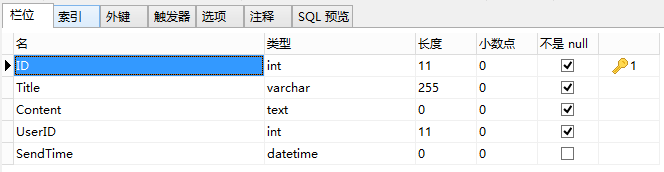 栏位 索引 外键 触发器 选项 注释 SQL 预览
名 类型 长度 小数点 不是 null
ID int 11 0 1
Title varchar 255 0
Content text 0 0
UserID int 11 0
SendTime datetime 0 0